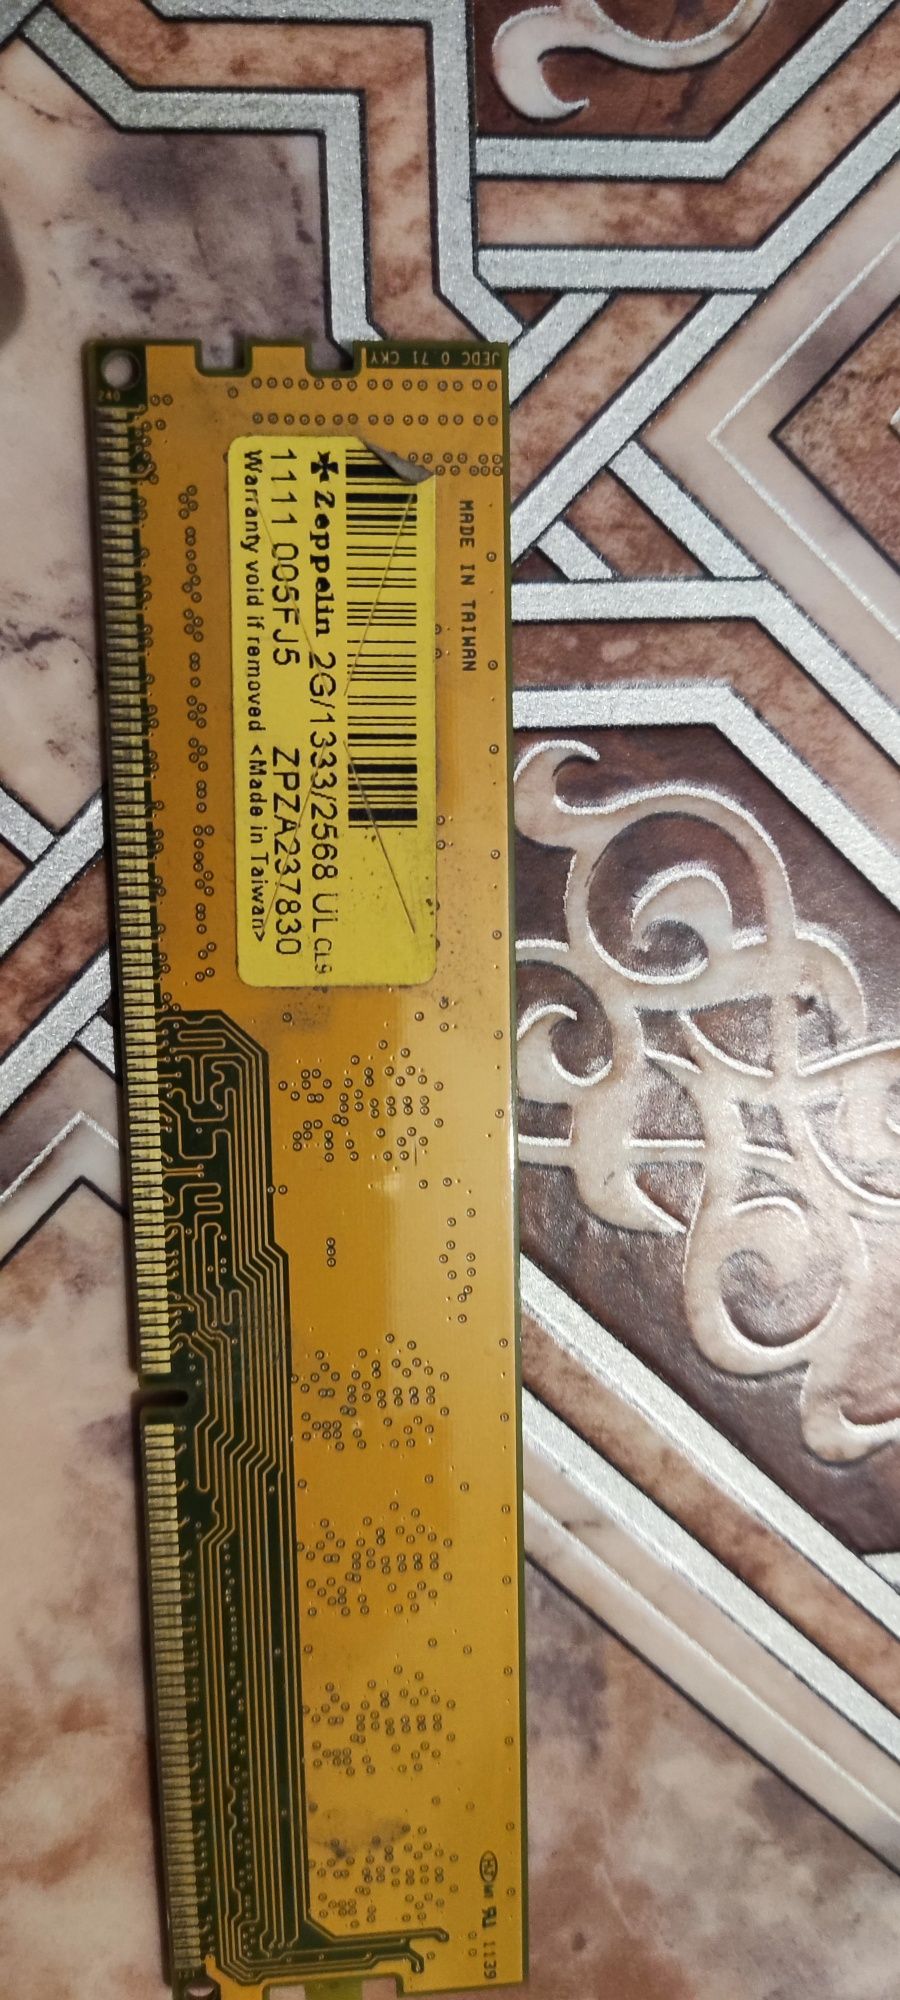 JEDC 0.71 CKY
MADE IN TAIWAN
Zeppelin 2G/1333/2568 UL CL9
1111 005FJ5 ZPZA237830
Warranty void if removed <Made in Taiwan>
240
1139